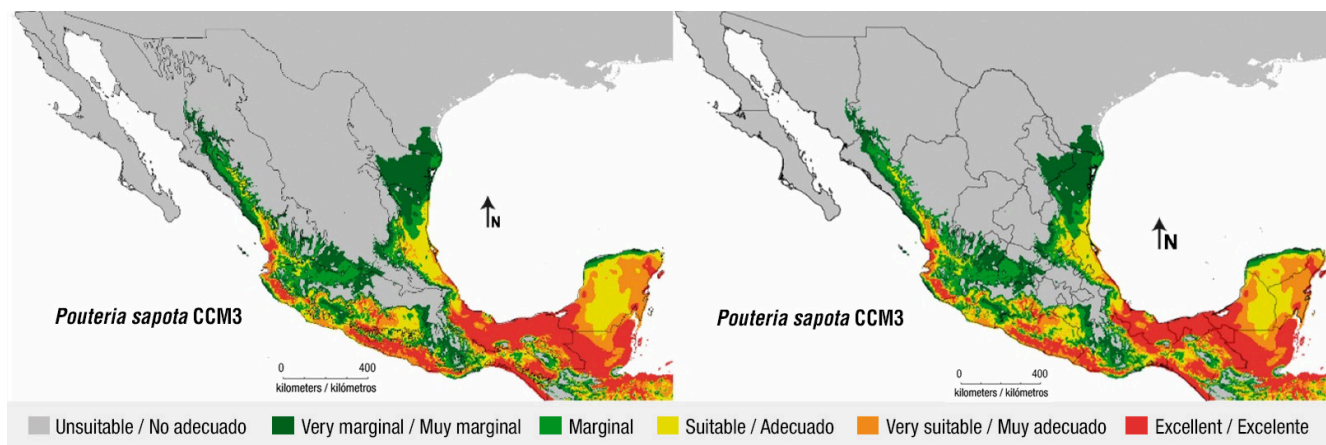 N
Pouteria sapota CCM3
0 400
kilometers / kilómetros
N
Pouteria sapota CCM3
0 400
kilometers / kilómetros
Unsuitable / No adecuado Very marginal / Muy marginal Marginal Suitable / Adecuado Very suitable / Muy adecuado Excellent / Excelente